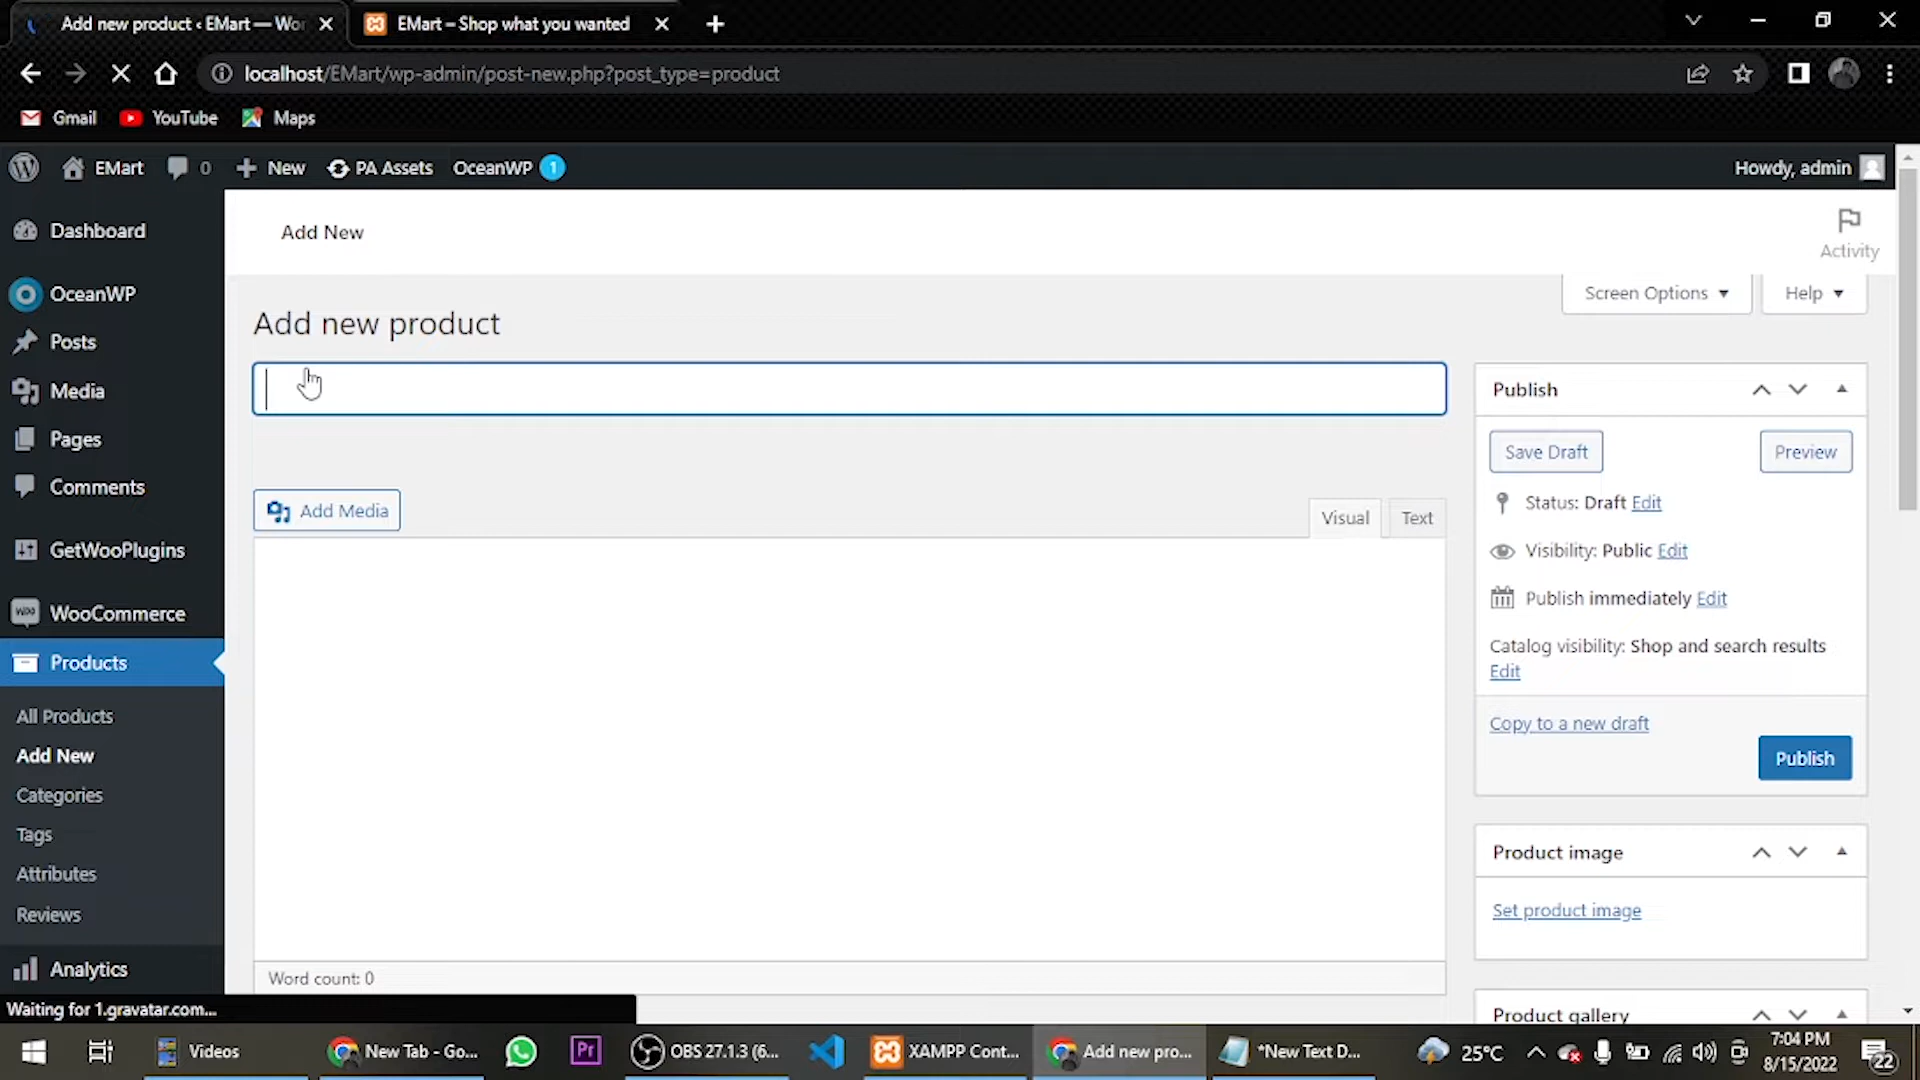 Add new product ‹ EMart — Wor
EMart – Shop what you wanted
localhost/EMart/wp-admin/post-new.php?post_type=product
Gmail
YouTube
Maps
EMart
0
New
PA Assets
OceanWP
1
Howdy, admin
Dashboard
OceanWP
Posts
Media
Pages
Comments
GetWooPlugins
WooCommerce
Products
All Products
Add New
Categories
Tags
Attributes
Reviews
Analytics
Add New
Activity
Screen Options
Help
Add new product
Add Media
Visual
Text
Word count: 0
Publish
Save Draft
Preview
Status: Draft Edit
Visibility: Public Edit
Publish immediately Edit
Catalog visibility: Shop and search results
Edit
Copy to a new draft
Publish
Product image
Set product image
Product gallery
Waiting for 1.gravatar.com...
Videos
New Tab - Go...
Pr
OBS 27.1.3 (6...
XAMPP Cont...
Add new pro...
*New Text D...
25°C
7:04 PM
8/15/2022
22